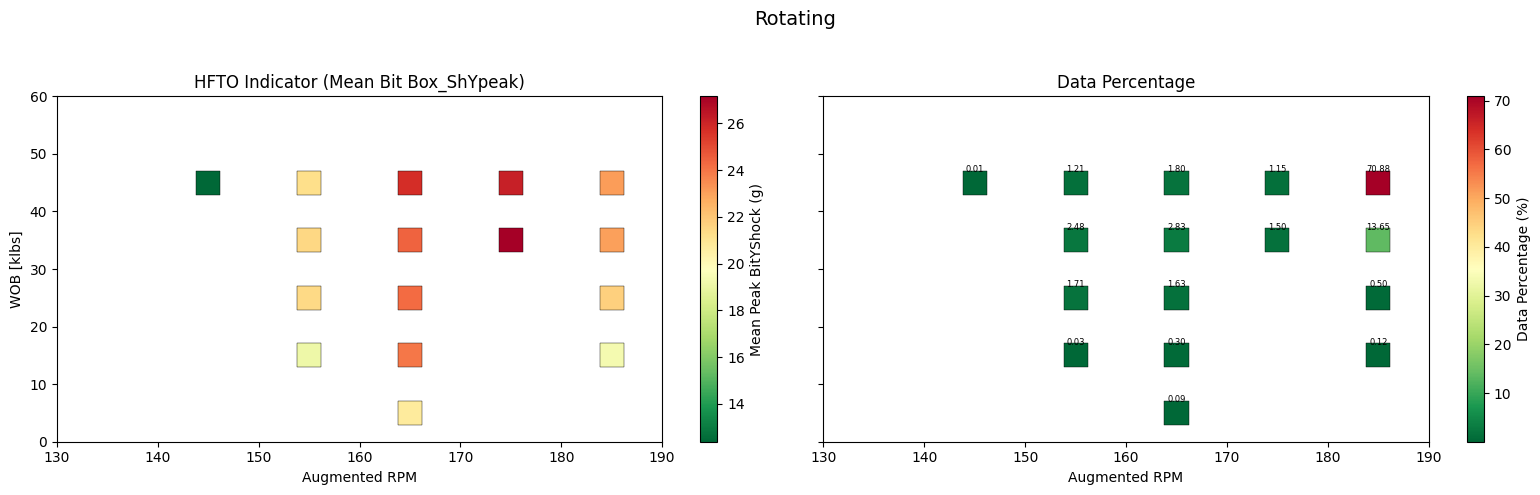 Rotating
HFTO Indicator (Mean Bit Box_ShYpeak)
60
50
40
30
20
10
0
WOB [klbs]
130 140 150 160 170 180 190
Augmented RPM
26
24
22
20
18
16
14
Mean Peak BitYShock (g)
Data Percentage
0.01 1.21 1.80 1.15 70.88
2.48 2.83 1.50 13.65
1.71 1.63 0.50
0.03 0.30 0.12
0.09
130 140 150 160 170 180 190
Augmented RPM
70
60
50
40
30
20
10
Data Percentage (%)